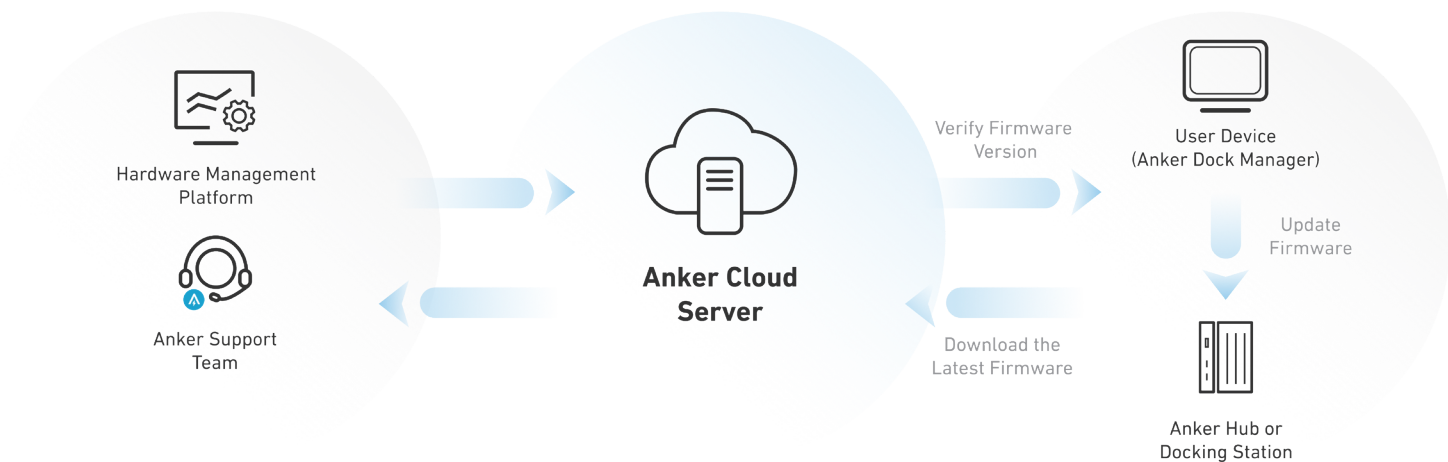 Hardware Management
Platform
Anker Support
Team
Anker Cloud
Server
Verify Firmware
Version
Download the
Latest Firmware
User Device
(Anker Dock Manager)
Update
Firmware
Anker Hub or
Docking Station